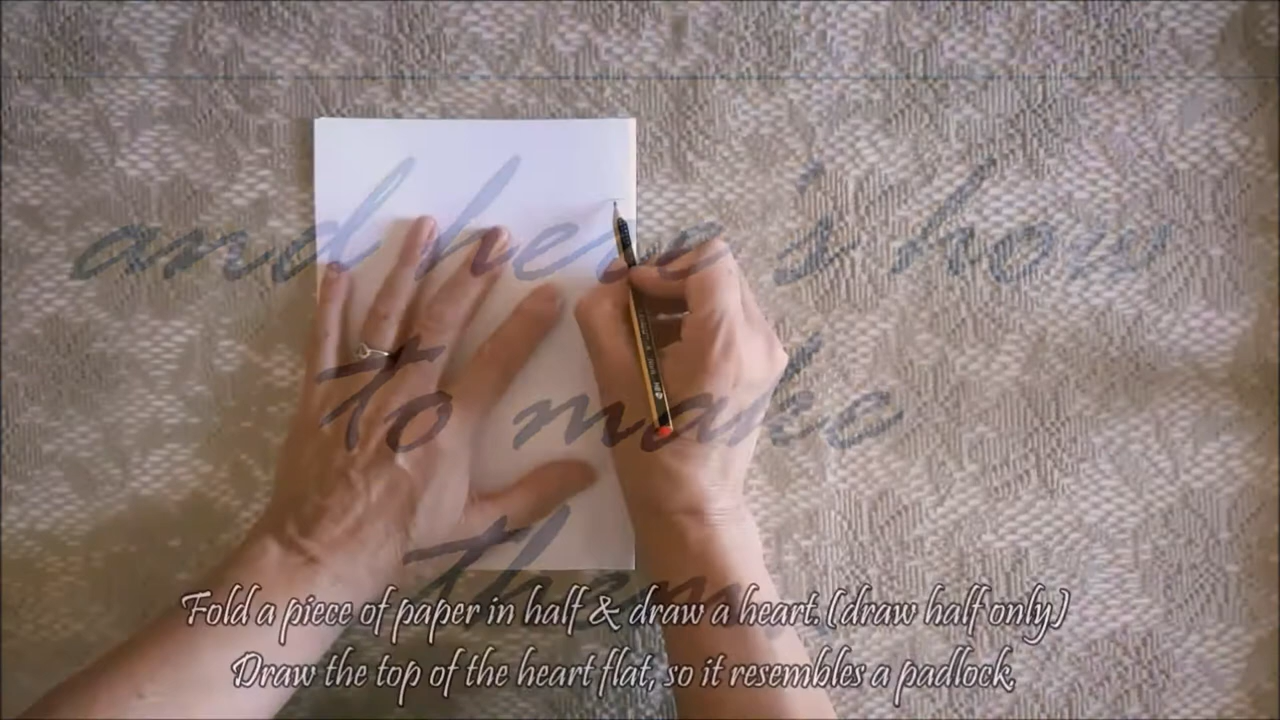 and here's how
to make
them
Fold a piece of paper in half & draw a heart. (draw half only)
Draw the top of the heart flat, so it resembles a padlock.